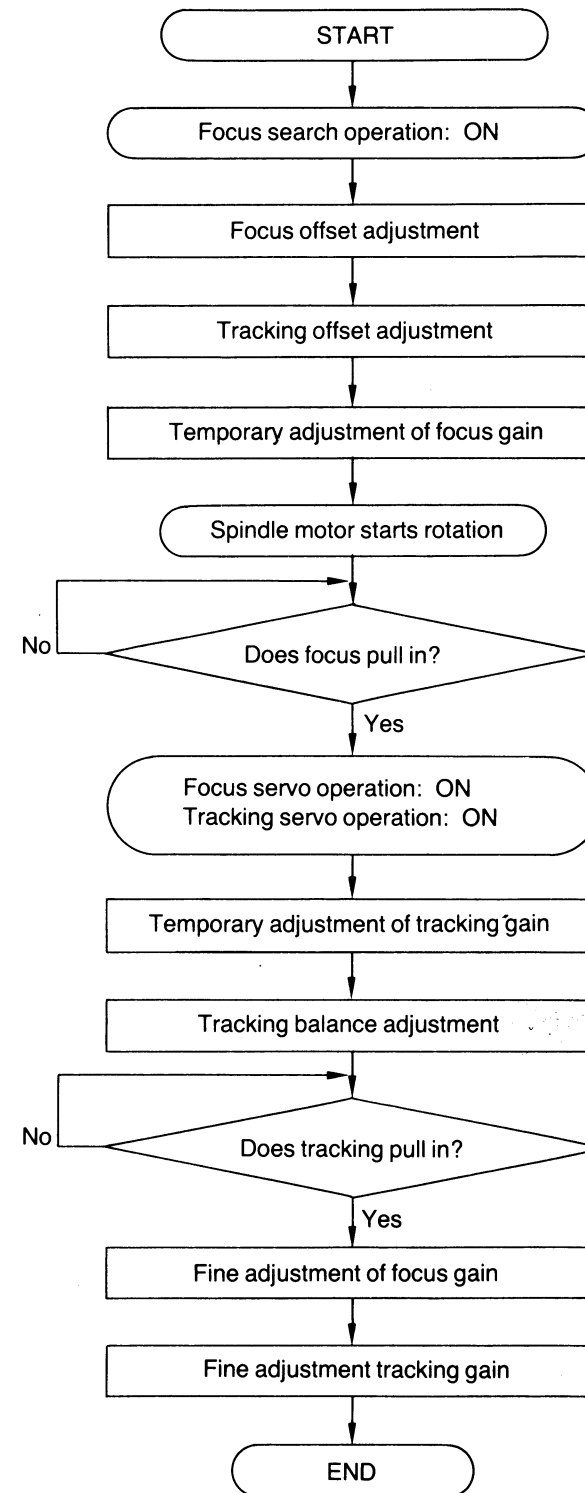 START
Focus search operation: ON
Focus offset adjustment
Tracking offset adjustment
Temporary adjustment of focus gain
Spindle motor starts rotation
No
Does focus pull in?
Yes
Focus servo operation: ON
Tracking servo operation: ON
Temporary adjustment of tracking gain
Tracking balance adjustment
No
Does tracking pull in?
Yes
Fine adjustment of focus gain
Fine adjustment tracking gain
END